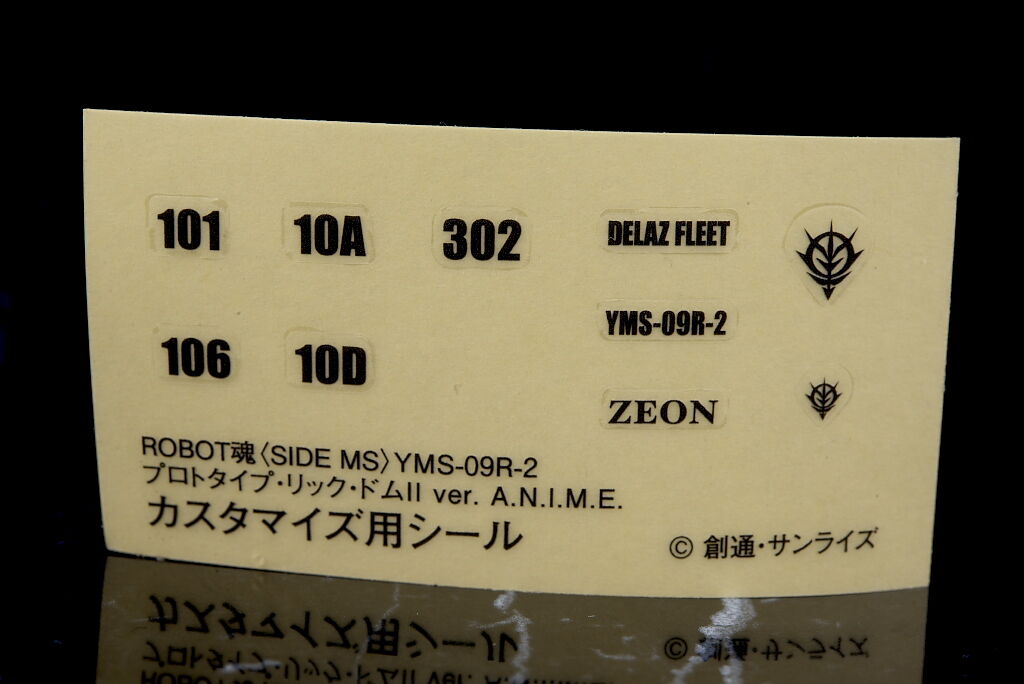 101 10A 302 DELAZ FLEET
YMS-09R-2
106 10D
ZEON
ROBOT魂〈SIDE MS〉YMS-09R-2
プロトタイプ・リック・ドムII ver. A.N.I.M.E.
カスタマイズ用シール
© 創通・サンライズ